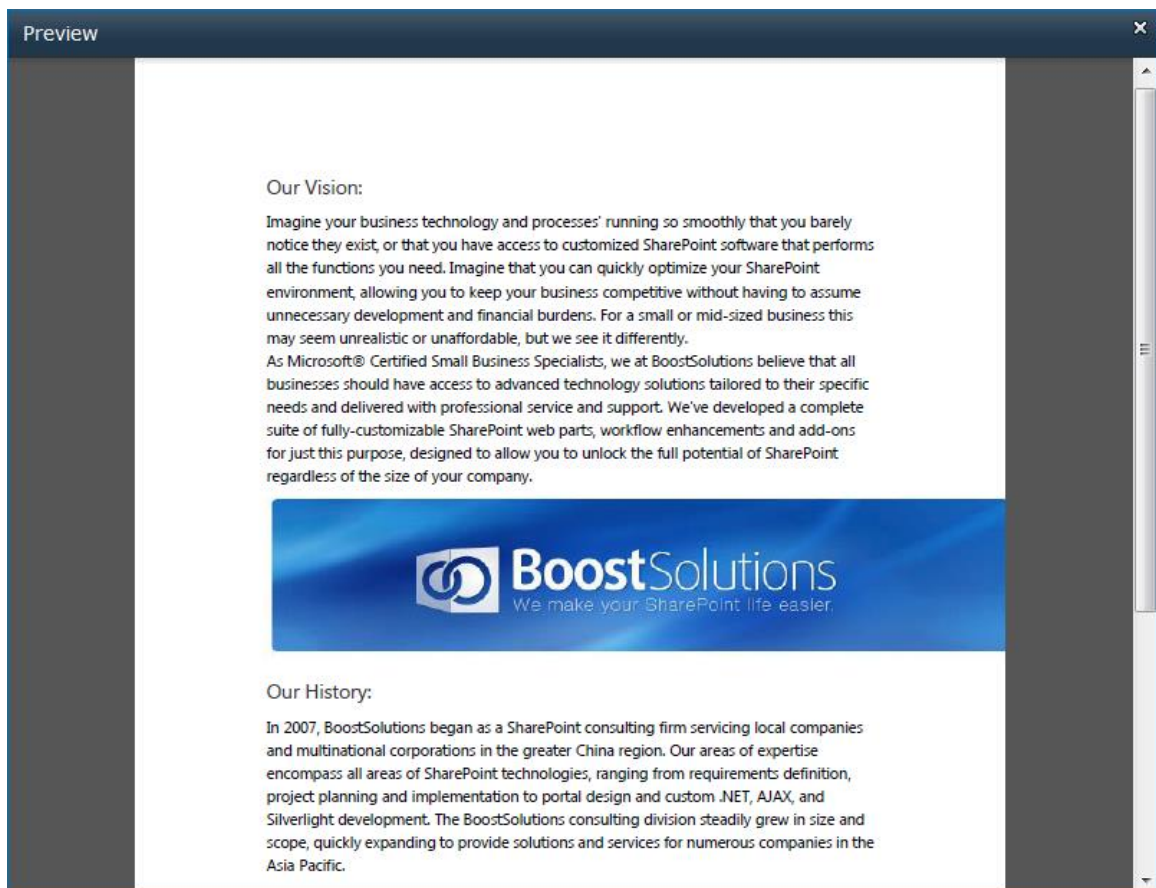 Preview
Our Vision:
Imagine your business technology and processes' running so smoothly that you barely
notice they exist, or that you have access to customized SharePoint software that performs
all the functions you need. Imagine that you can quickly optimize your SharePoint
environment, allowing you to keep your business competitive without having to assume
unnecessary development and financial burdens. For a small or mid-sized business this
may seem unrealistic or unaffordable, but we see it differently.
As Microsoft® Certified Small Business Specialists, we at BoostSolutions believe that all
businesses should have access to advanced technology solutions tailored to their specific
needs and delivered with professional service and support. We've developed a complete
suite of fully-customizable SharePoint web parts, workflow enhancements and add-ons
for just this purpose, designed to allow you to unlock the full potential of SharePoint
regardless of the size of your company.
BoostSolutions
We make your SharePoint life easier.
Our History:
In 2007, BoostSolutions began as a SharePoint consulting firm servicing local companies
and multinational corporations in the greater China region. Our areas of expertise
encompass all areas of SharePoint technologies, ranging from requirements definition,
project planning and implementation to portal design and custom .NET, AJAX, and
Silverlight development. The BoostSolutions consulting division steadily grew in size and
scope, quickly expanding to provide solutions and services for numerous companies in the
Asia Pacific.